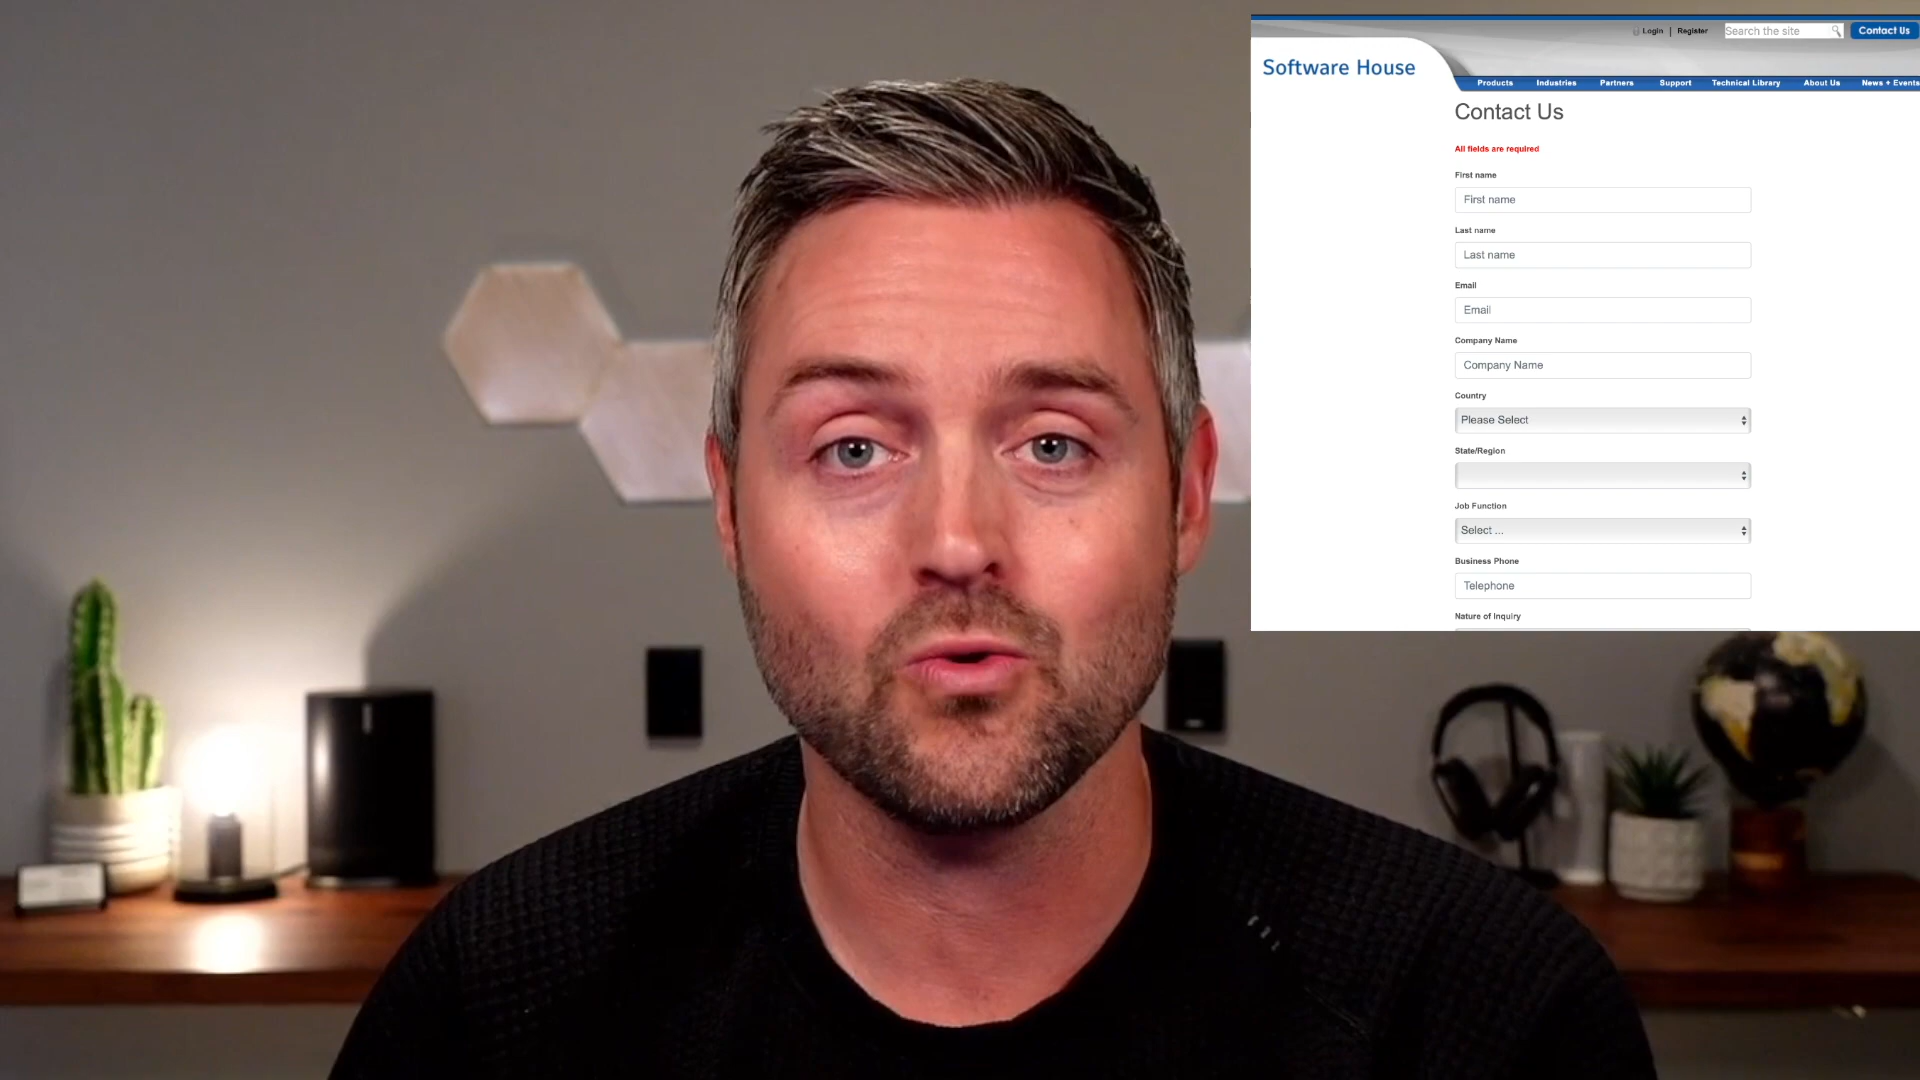 Login | Register
Search the site
Contact Us
Software House
Products Industries Partners Support Technical Library About Us News + Events
Contact Us
All fields are required
First name
First name
Last name
Last name
Email
Email
Company Name
Company Name
Country
Please Select
State/Region
Job Function
Select ...
Business Phone
Telephone
Nature of Inquiry